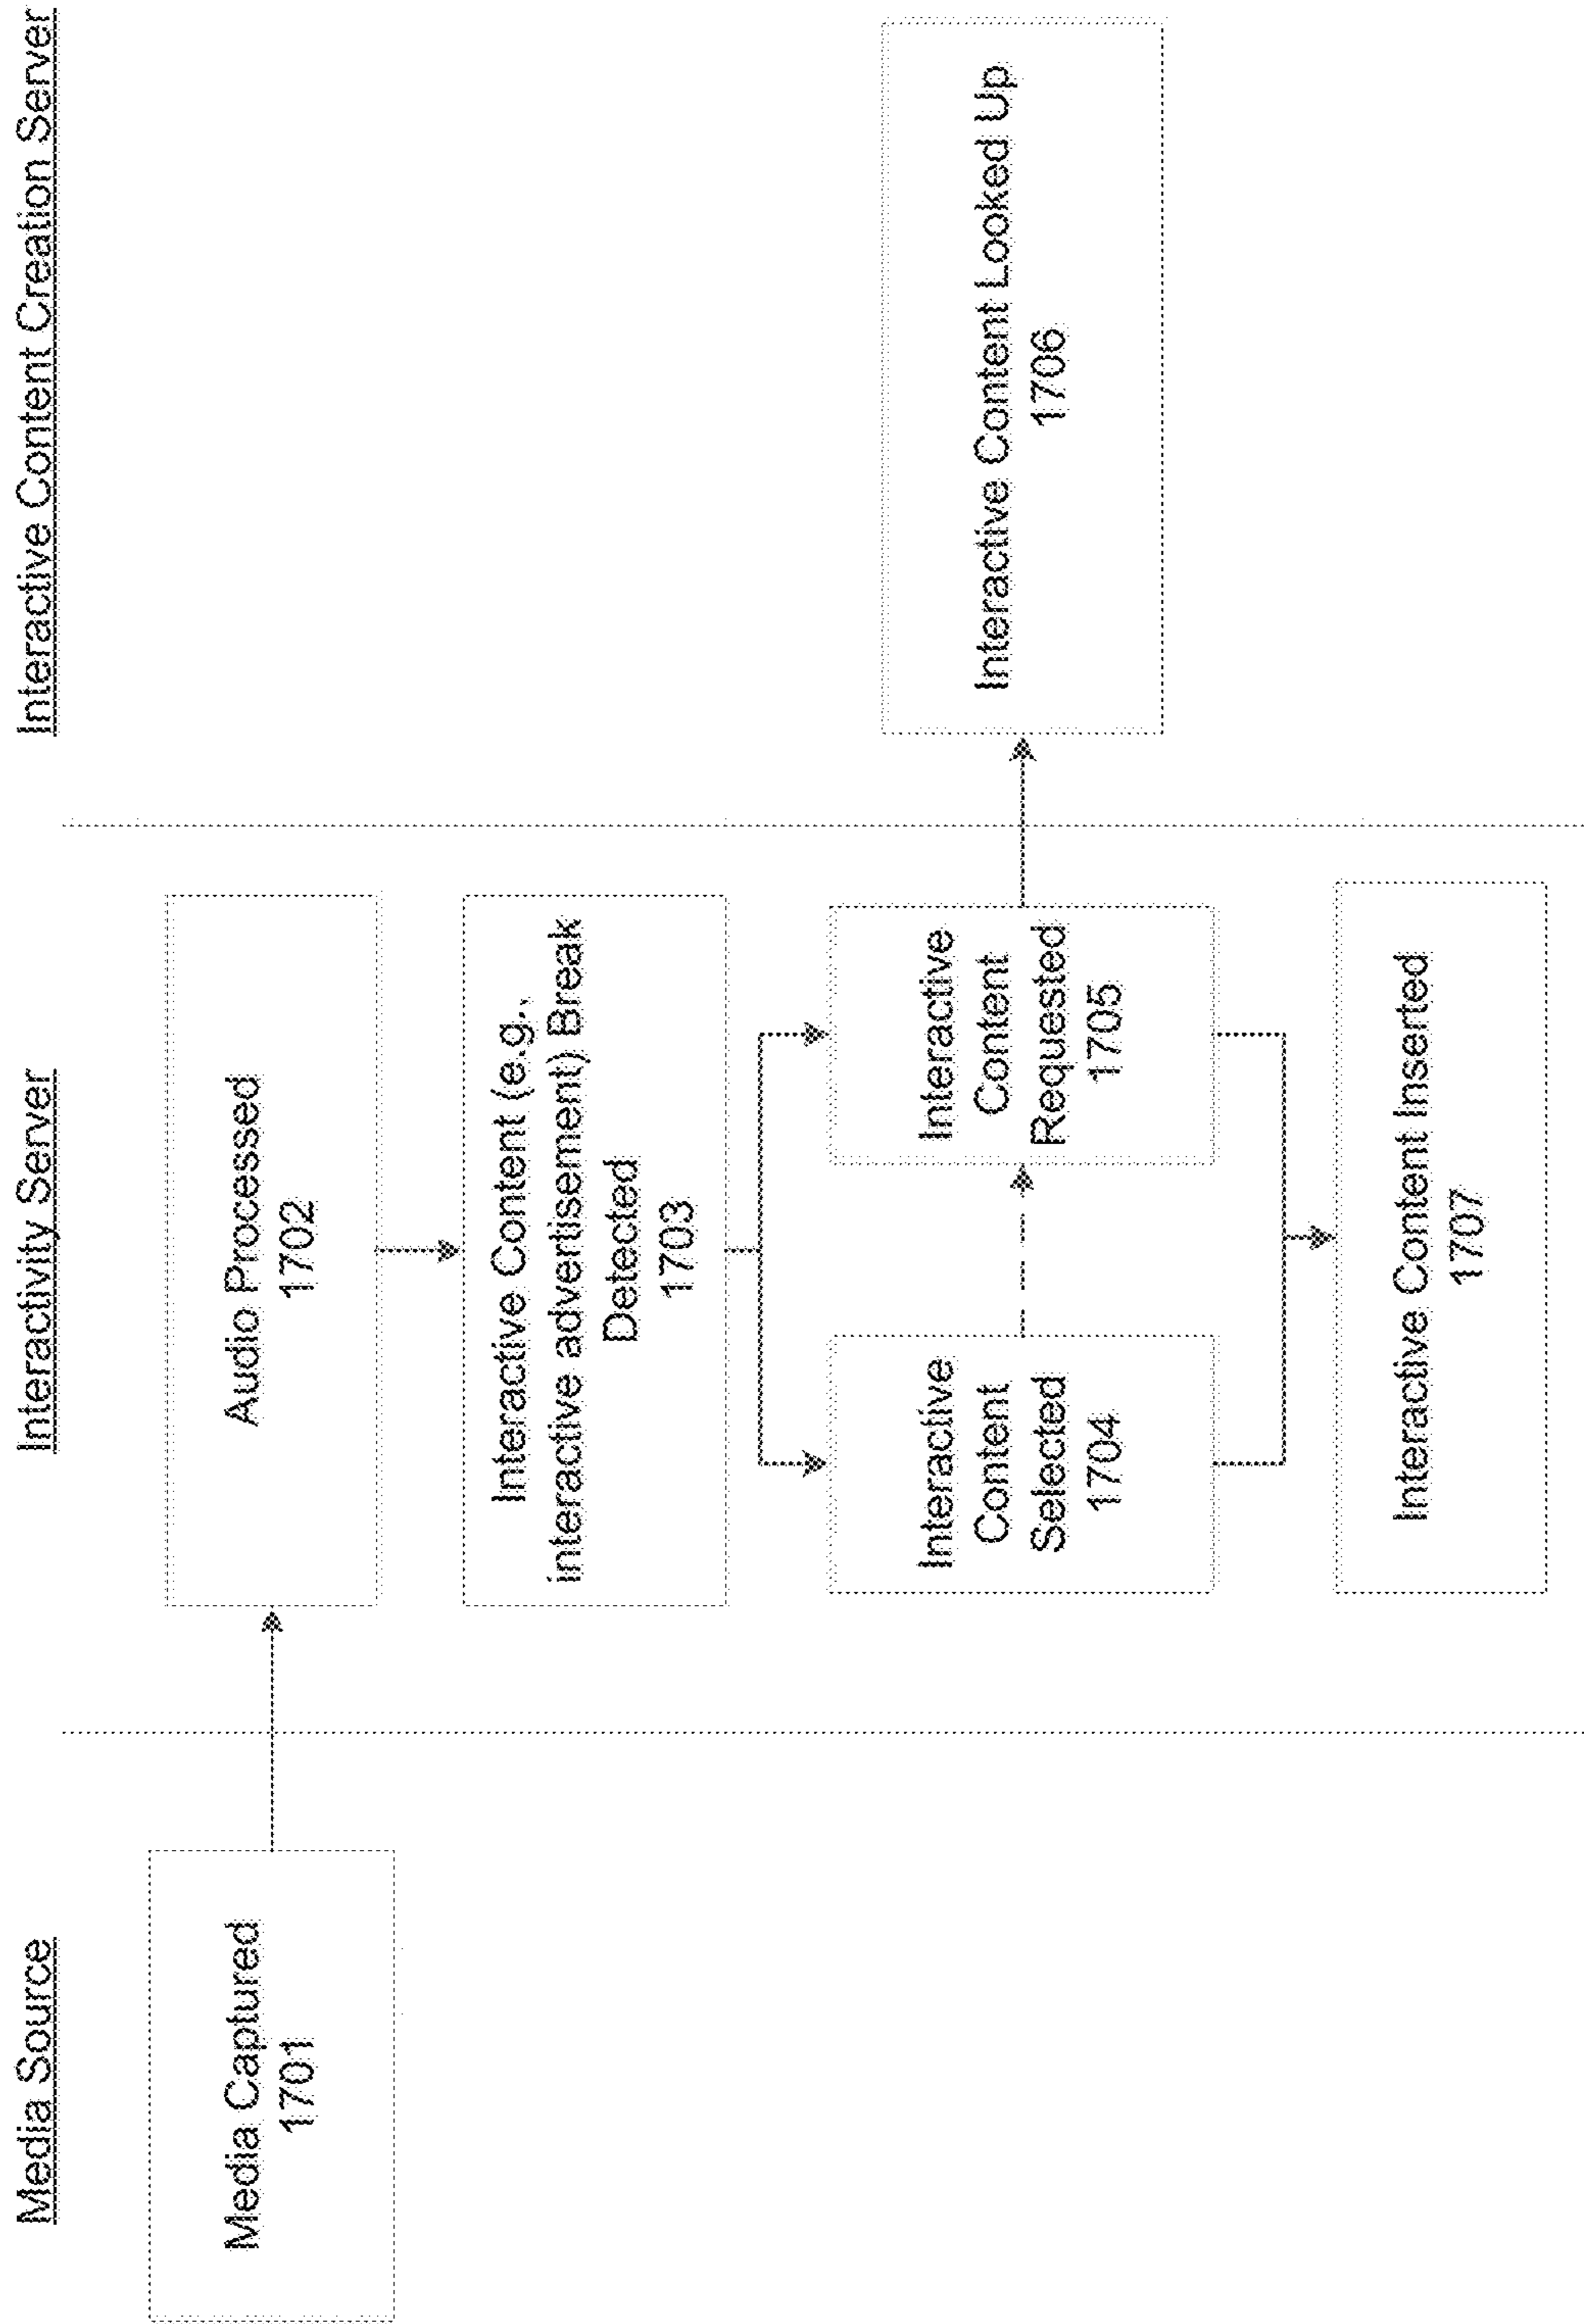 Media Source
Interactivity Server
Interactive Content Creation Server
Media Captured
1701
Audio Processed
1702
Interactive Content (e.g.,
interactive advertisement) Break
Detected
1703
Interactive
Content
Selected
1704
Interactive
Content
Requested
1705
Interactive Content Looked Up
1706
Interactive Content Inserted
1707